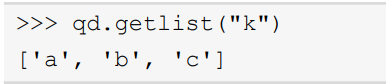 >>> qd.getlist("k")
['a', 'b', 'c']